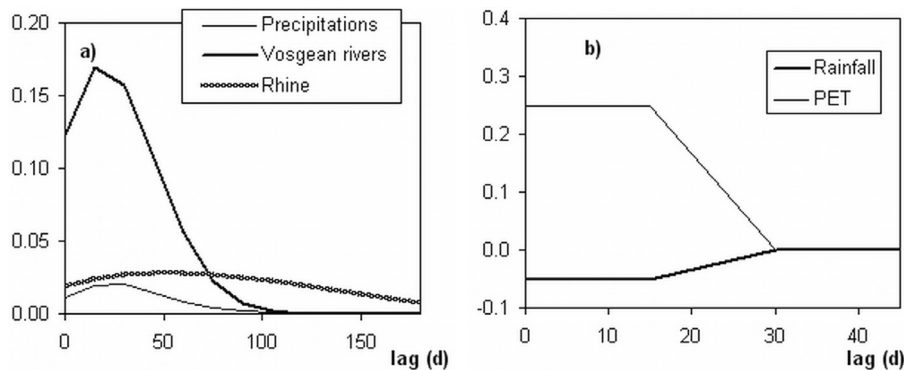 a)
Precipitations
Vosgean rivers
Rhine
0.20
0.15
0.10
0.05
0.00
0
50
100
150
lag (d)
b)
Rainfall
PET
0.4
0.3
0.2
0.1
0.0
-0.1
0
10
20
30
40
lag (d)